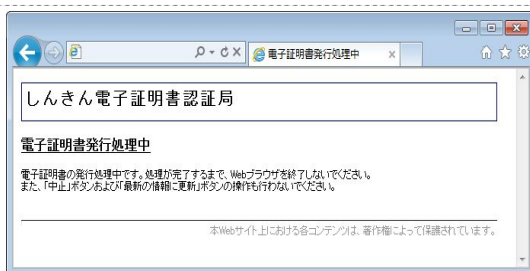 電子証明書発行処理中
しんきん電子証明書認証局
電子証明書発行処理中
電子証明書の発行処理中です。処理が完了するまで、Webブラウザを終了しないでください。
また、「中止」ボタンおよび「最新の情報に更新」ボタンの操作も行わないでください。
本Webサイト上における各コンテンツは、著作権によって保護されています。